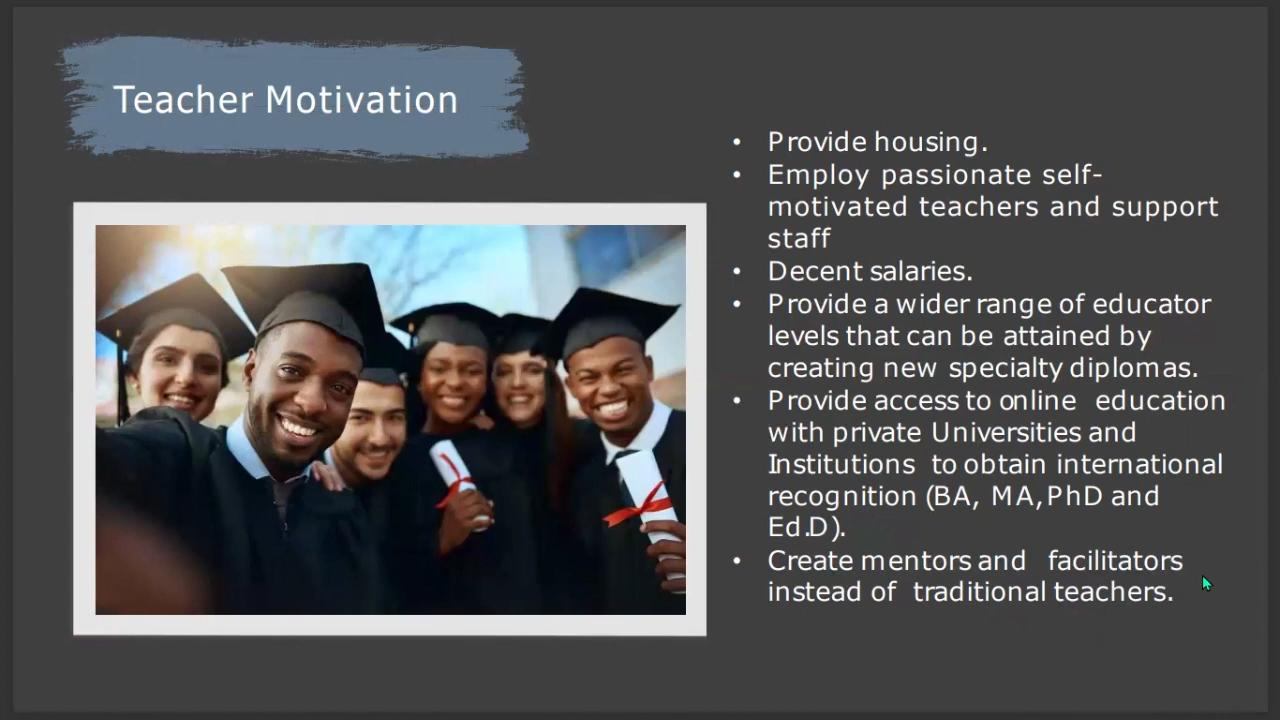 Teacher Motivation
• Provide housing.
• Employ passionate self-
motivated teachers and support
staff
• Decent salaries.
• Provide a wider range of educator
levels that can be attained by
creating new specialty diplomas.
• Provide access to online education
with private Universities and
Institutions to obtain international
recognition (BA, MA, PhD and
Ed.D).
• Create mentors and facilitators
instead of traditional teachers.